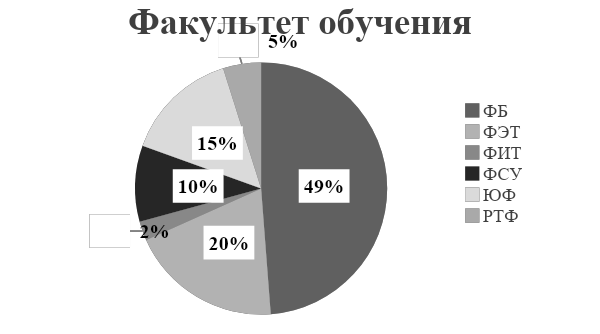 Факультет обучения
5%
15%
10%
49%
2%
20%
ФБ
ФЭТ
ФИТ
ФСУ
ЮФ
РТФ